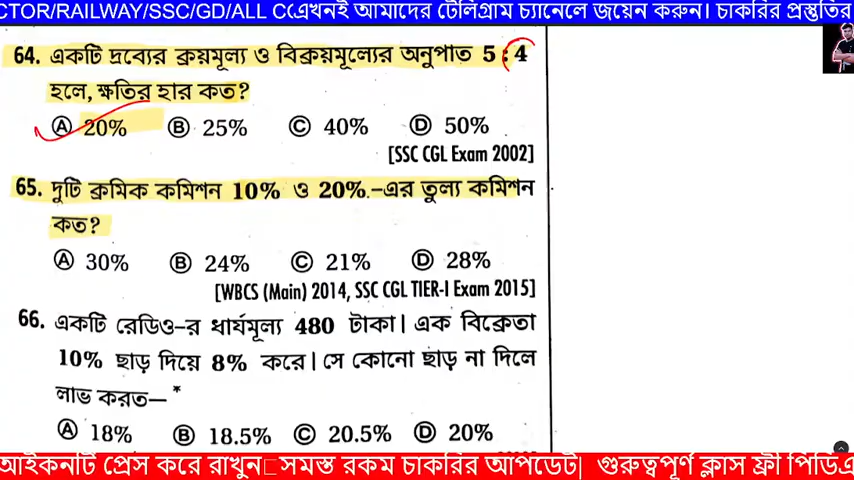 CTOR/RAILWAY/SSC/GD/ALL Cএখনই আমাদের টেলিগ্রাম চ্যানেলে জয়েন করুন। চাকরির প্রস্তুতির
64. একটি দ্রব্যের ক্রয়মূল্য ও বিক্রয়মূল্যের অনুপাত 5 : 4
হলে, ক্ষতির হার কত?
Ⓐ 20% Ⓑ 25% Ⓒ 40% Ⓓ 50%
[SSC CGL Exam 2002]
65. দুটি ক্রমিক কমিশন 10% ও 20%.–এর তুল্য কমিশন
কত?
Ⓐ 30% Ⓑ 24% Ⓒ 21% Ⓓ 28%
[WBCS (Main) 2014, SSC CGL TIER-I Exam 2015]
66. একটি রেডিও-র ধার্যমূল্য 480 টাকা। এক বিক্রেতা
10% ছাড় দিয়ে 8% করে। সে কোনো ছাড় না দিলে
লাভ করত— *
Ⓐ 18% Ⓑ 18.5% Ⓒ 20.5% Ⓓ 20%
আইকনটি প্রেস করে রাখুন সমস্ত রকম চাকরির আপডেট| গুরুত্বপূর্ণ ক্লাস ফ্রী পিডিএ